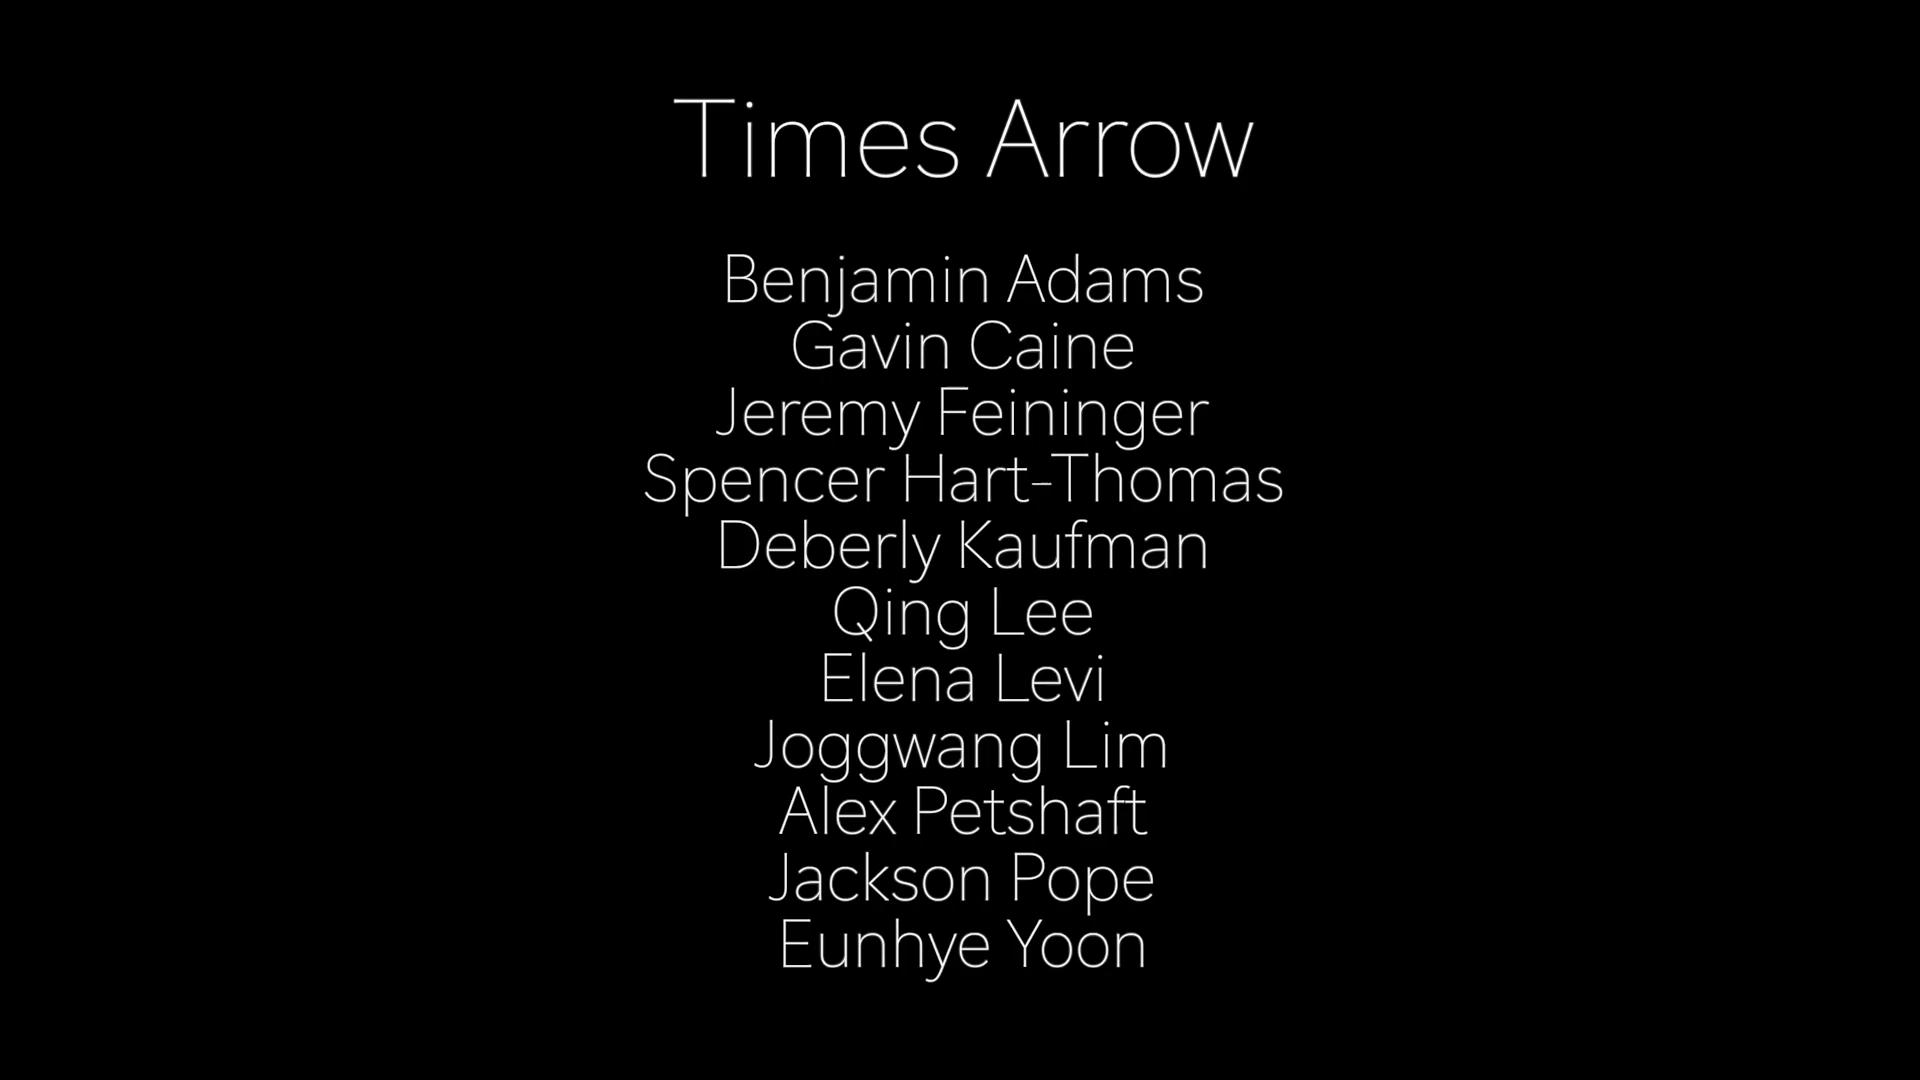 Times Arrow
Benjamin Adams
Gavin Caine
Jeremy Feininger
Spencer Hart-Thomas
Deberly Kaufman
Qing Lee
Elena Levi
Joggwang Lim
Alex Petshaft
Jackson Pope
Eunhye Yoon